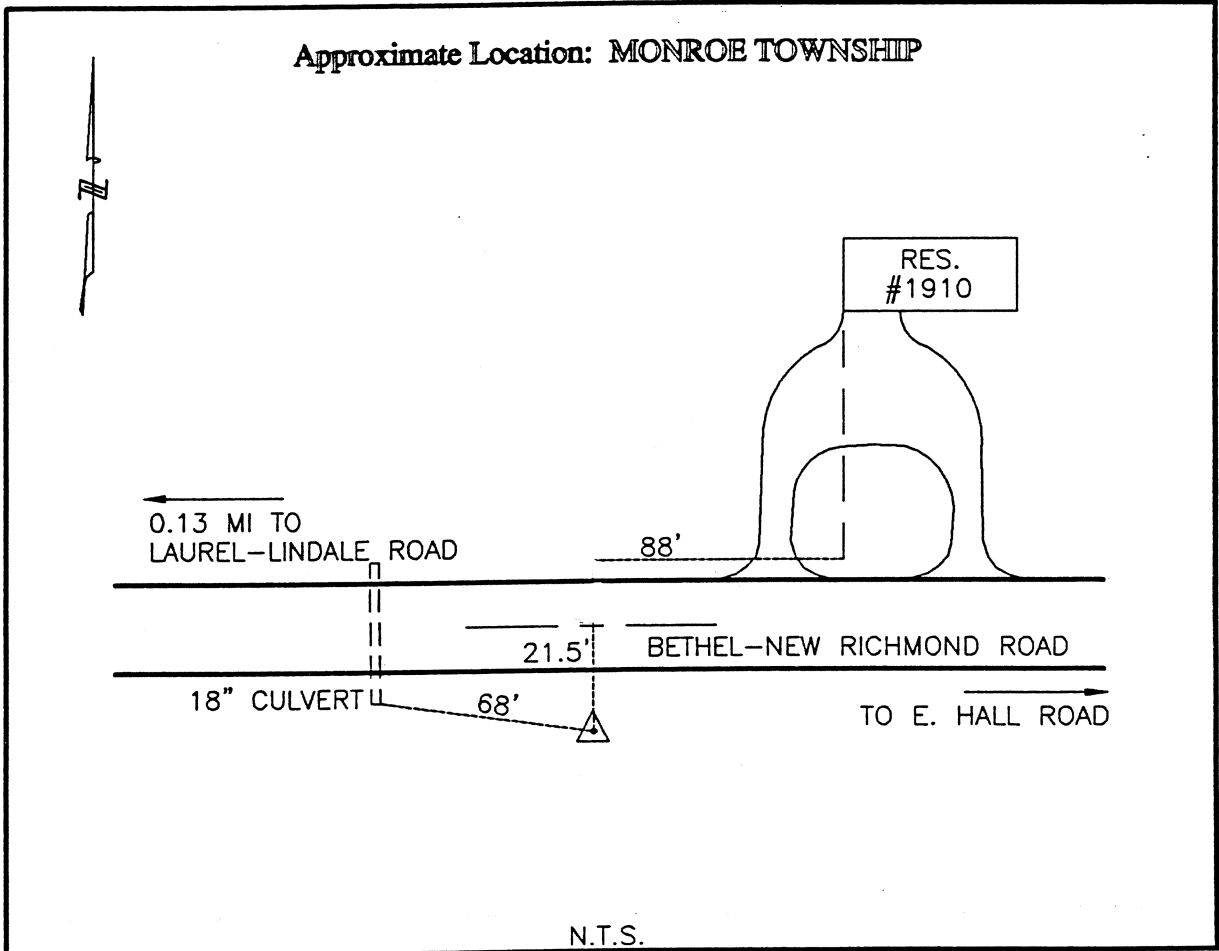 Approximate Location: MONROE TOWNSHIP
N
RES.
#1910
0.13 MI TO
LAUREL-LINDALE ROAD
88'
21.5'
BETHEL-NEW RICHMOND ROAD
18" CULVERT
68'
TO E. HALL ROAD
N.T.S.